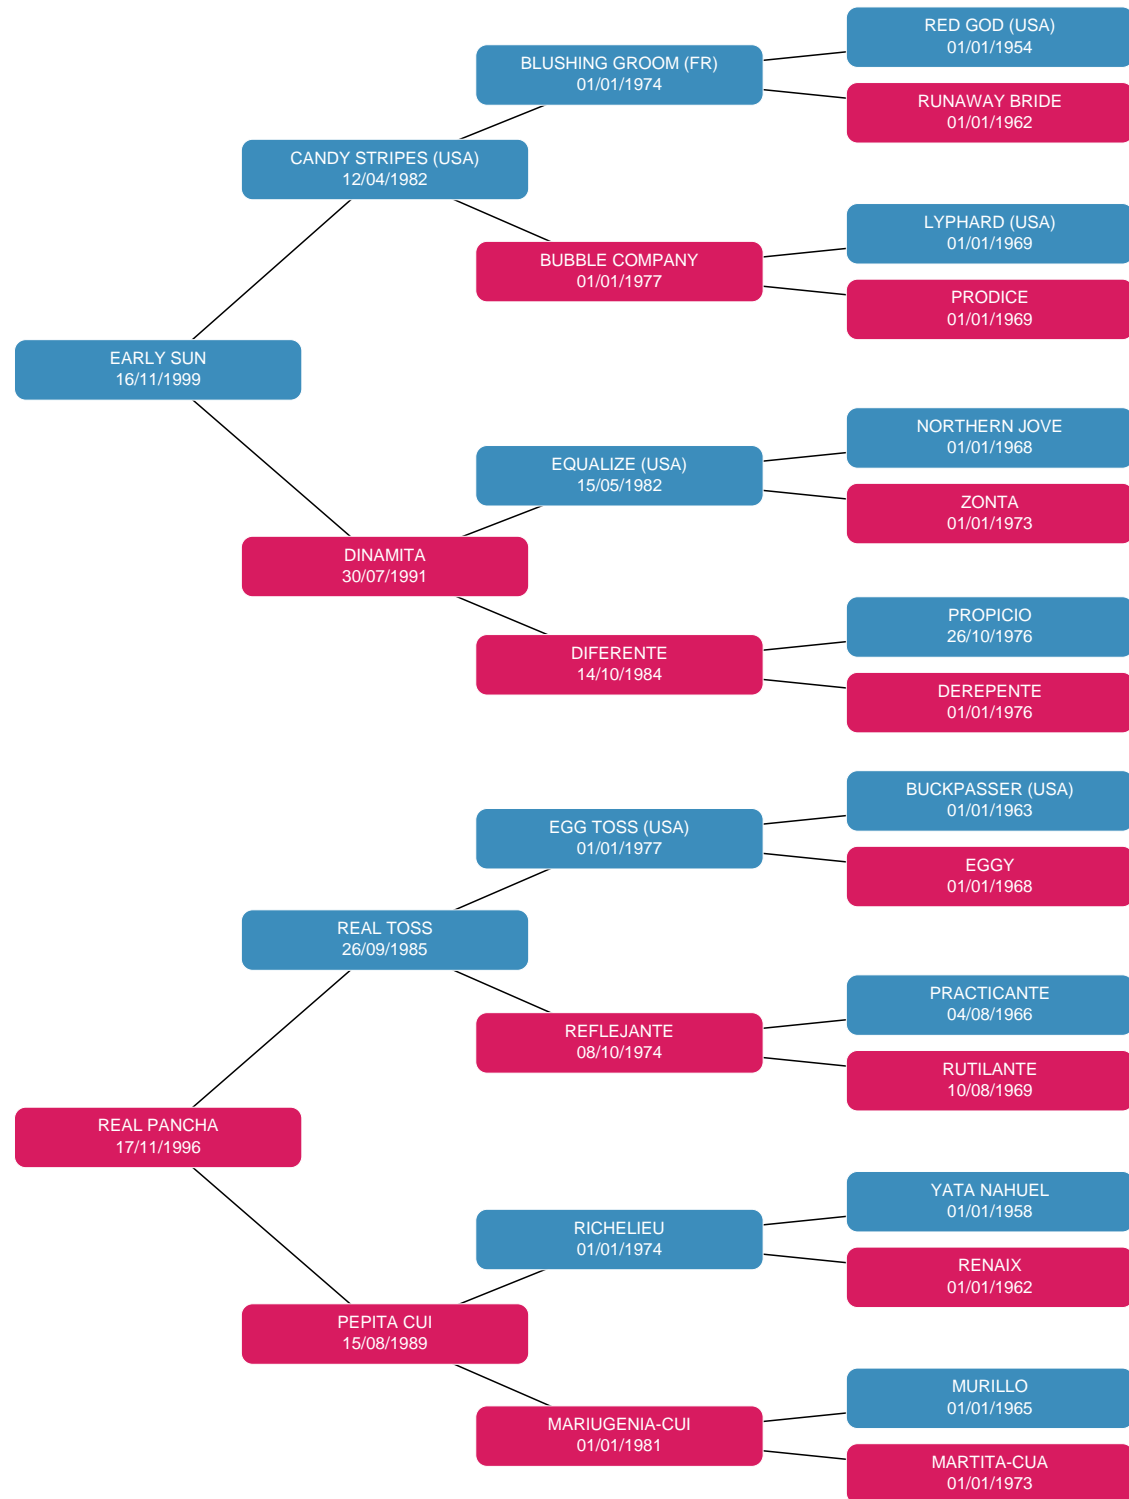 RED GOD (USA)
01/01/1954
BLUSHING GROOM (FR)
01/01/1974
RUNAWAY BRIDE
01/01/1962
CANDY STRIPES (USA)
12/04/1982
LYPHARD (USA)
01/01/1969
BUBBLE COMPANY
01/01/1977
PRODICE
01/01/1969
EARLY SUN
16/11/1999
NORTHERN JOVE
01/01/1968
EQUALIZE (USA)
15/05/1982
ZONTA
01/01/1973
DINAMITA
30/07/1991
PROPICIO
26/10/1976
DIFERENTE
14/10/1984
DEREPENTE
01/01/1976
BUCKPASSER (USA)
01/01/1963
EGG TOSS (USA)
01/01/1977
EGGY
01/01/1968
REAL TOSS
26/09/1985
PRACTICANTE
04/08/1966
REFLEJANTE
08/10/1974
RUTILANTE
10/08/1969
REAL PANCHA
17/11/1996
YATA NAHUEL
01/01/1958
RICHELIEU
01/01/1974
RENAIX
01/01/1962
PEPITA CUI
15/08/1989
MURILLO
01/01/1965
MARIUGENIA-CUI
01/01/1981
MARTITA-CUA
01/01/1973